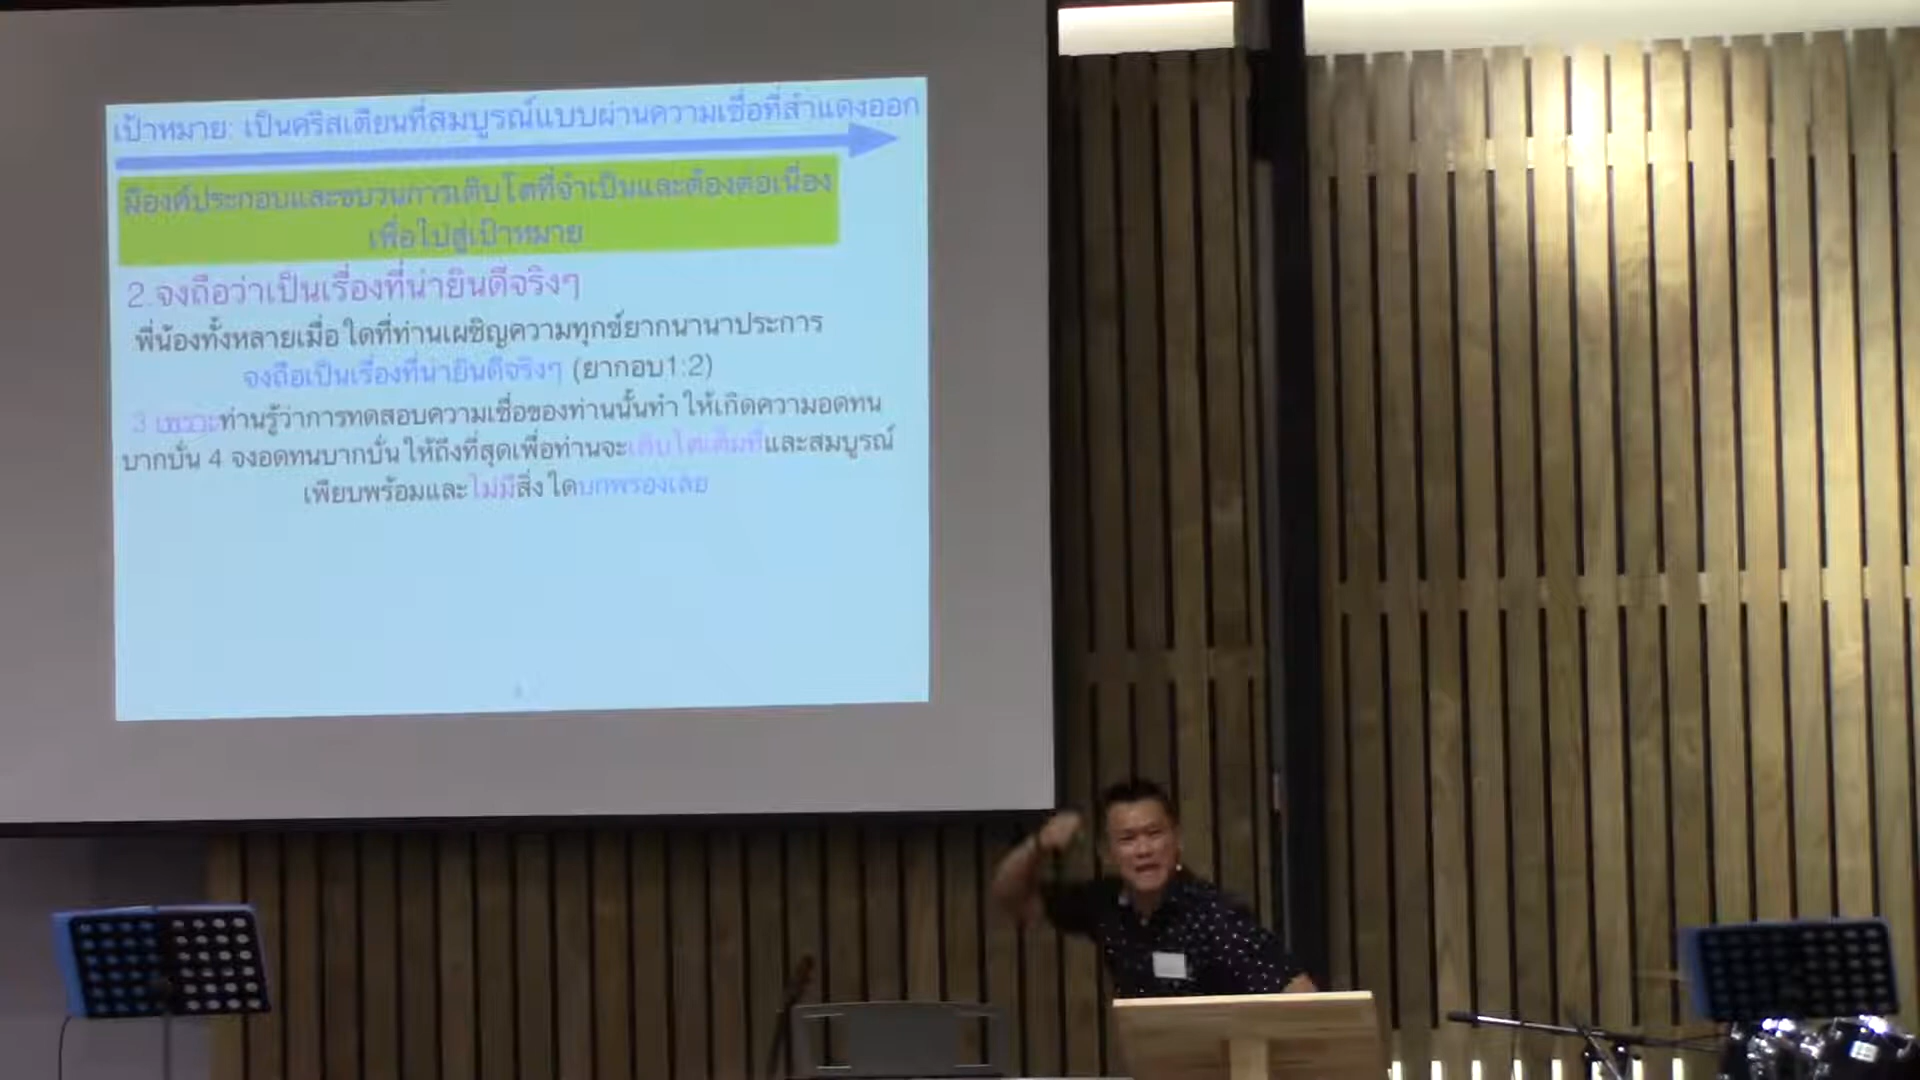 เป้าหมาย: เป็นคริสเตียนที่สมบูรณ์แบบผ่านความเชื่อที่สำแดงออก
มีองค์ประกอบและขบวนการเติบโตที่จำเป็นและต้องต่อเนื่อง
เพื่อไปสู่เป้าหมาย
2.จงถือว่าเป็นเรื่องที่น่ายินดีจริงๆ
พี่น้องทั้งหลายเมื่อใดที่ท่านเผชิญความทุกข์ยากนานาประการ
จงถือเป็นเรื่องที่น่ายินดีจริงๆ (ยากอบ1:2)
3 เพราะท่านรู้ว่าการทดสอบความเชื่อของท่านนั้นทำให้เกิดความอดทน
บากบั่น 4 จงอดทนบากบั่นให้ถึงที่สุดเพื่อท่านจะเติบโตเต็มที่และสมบูรณ์
เพียบพร้อมและไม่มีสิ่งใดบกพร่องเลย